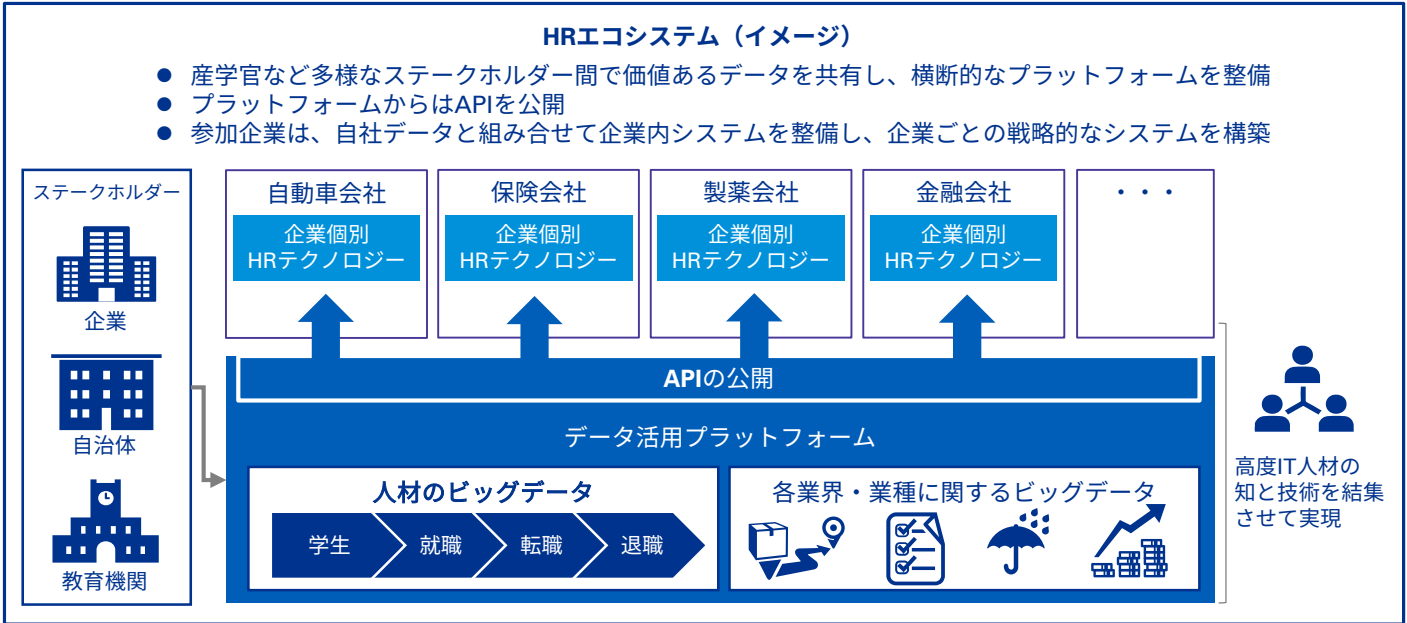 HRエコシステム（イメージ）
● 産学官など多様なステークホルダー間で価値あるデータを共有し、横断的なプラットフォームを整備
● プラットフォームからはAPIを公開
● 参加企業は、自社データと組み合せて企業内システムを整備し、企業ごとの戦略的なシステムを構築
ステークホルダー
企業
自治体
教育機関
自動車会社
企業個別
HRテクノロジー
保険会社
企業個別
HRテクノロジー
製薬会社
企業個別
HRテクノロジー
金融会社
企業個別
HRテクノロジー
・・・
APIの公開
データ活用プラットフォーム
人材のビッグデータ
学生
就職
転職
退職
各業界・業種に関するビッグデータ
高度IT人材の
知と技術を結集
させて実現